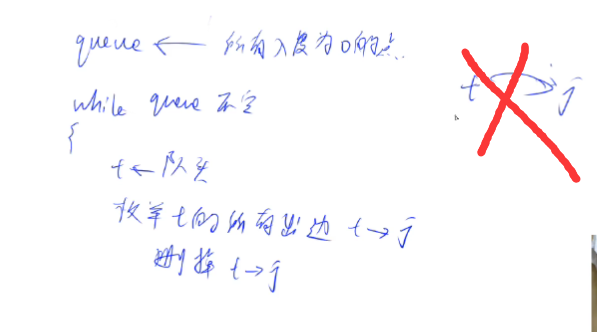 queue ← 所有入度为0的点
while queue 不空
{
t ← 队头
枚举t的所有出边 t → j
删掉 t → j
t → j